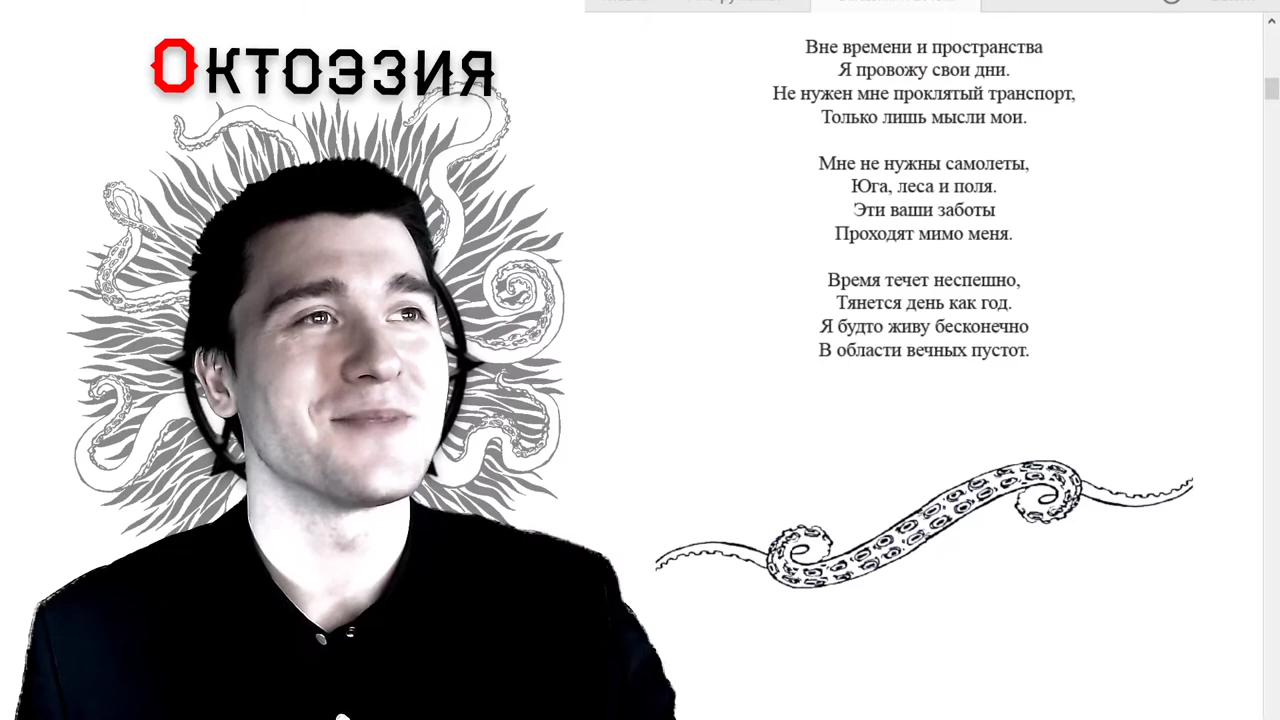 Октоэзия
Вне времени и пространства
Я провожу свои дни.
Не нужен мне проклятый транспорт,
Только лишь мысли мои.
Мне не нужны самолеты,
Юга, леса и поля.
Эти ваши заботы
Проходят мимо меня.
Время течет неспешно,
Тянется день как год.
Я будто живу бесконечно
В области вечных пустот.